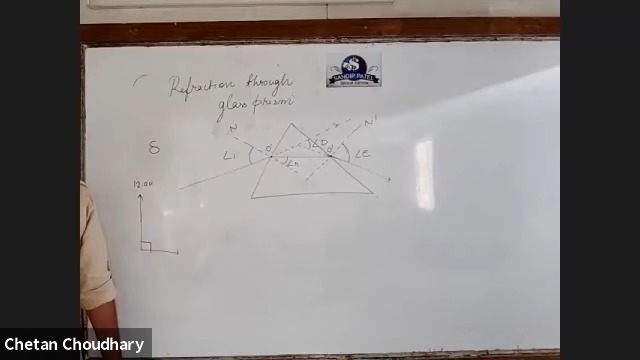 Refraction through
glass prism
SANDIP PATEL
N
N'
∠D
O
O'
∠i
∠r
∠e
δ
12.00
Chetan Choudhary